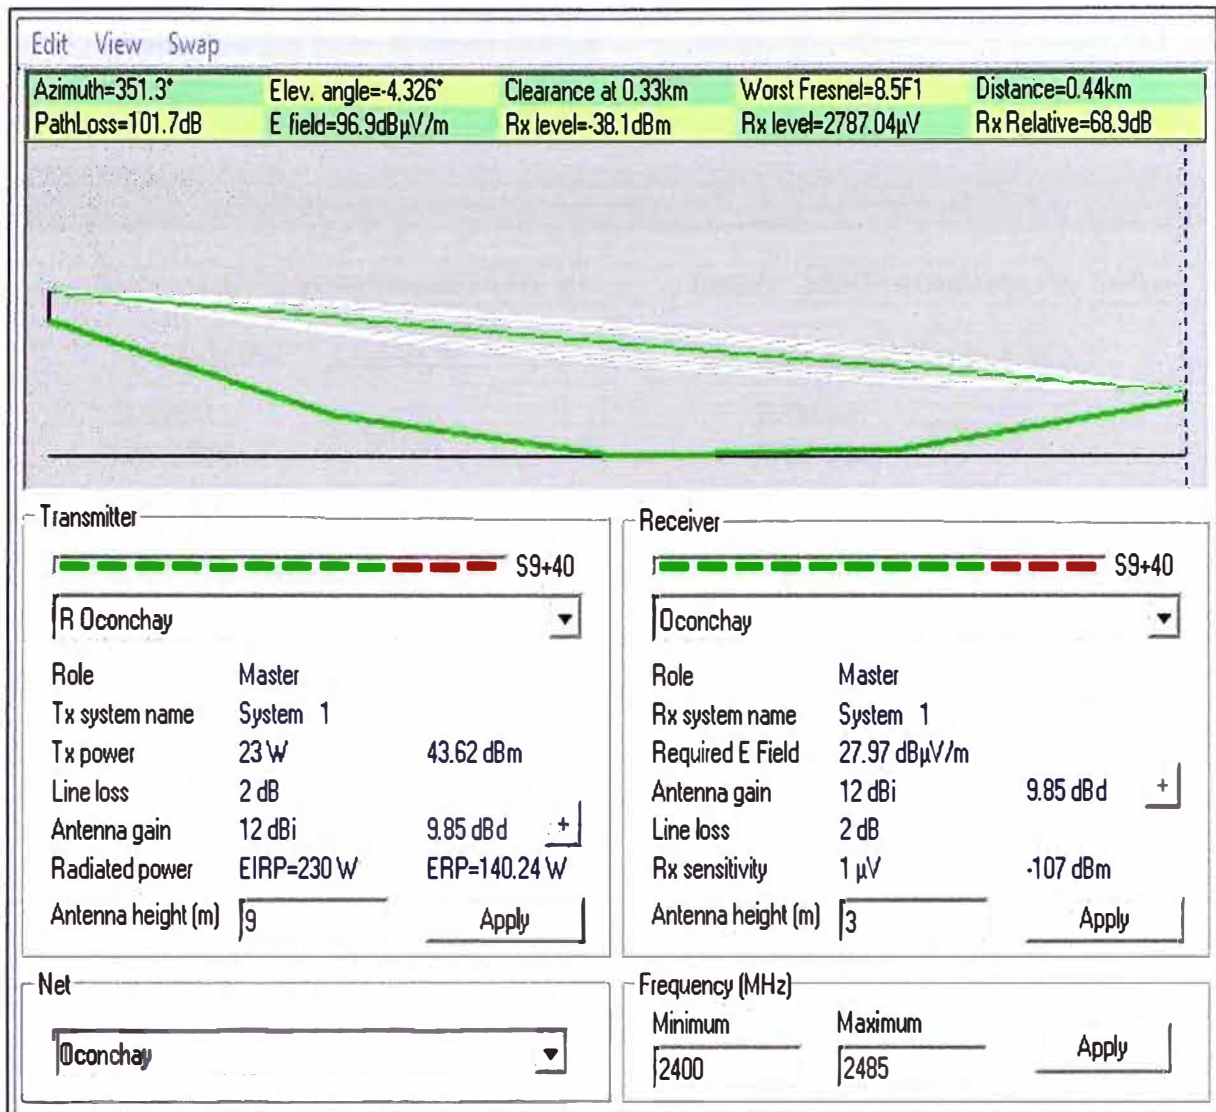 Edit View Swap
Azimuth=351.3° Elev. angle=-4.326° Clearance at 0.33km Worst Fresnel=8.5F1 Distance=0.44km
PathLoss=101.7dB E field=96.9dBµV/m Rx level=-38.1dBm Rx level=2787.04µV Rx Relative=68.9dB
Transmitter
S9+40
R Oconchay
Role Master
Tx system name System 1
Tx power 23 W 43.62 dBm
Line loss 2 dB
Antenna gain 12 dBi 9.85 dBd +
Radiated power EIRP=230 W ERP=140.24 W
Antenna height (m) 9 Apply
Receiver
S9+40
Oconchay
Role Master
Rx system name System 1
Required E Field 27.97 dBµV/m
Antenna gain 12 dBi 9.85 dBd +
Line loss 2 dB
Rx sensitivity 1 µV -107 dBm
Antenna height (m) 3 Apply
Net
Oconchay
Frequency (MHz)
Minimum Maximum
2400 2485 Apply